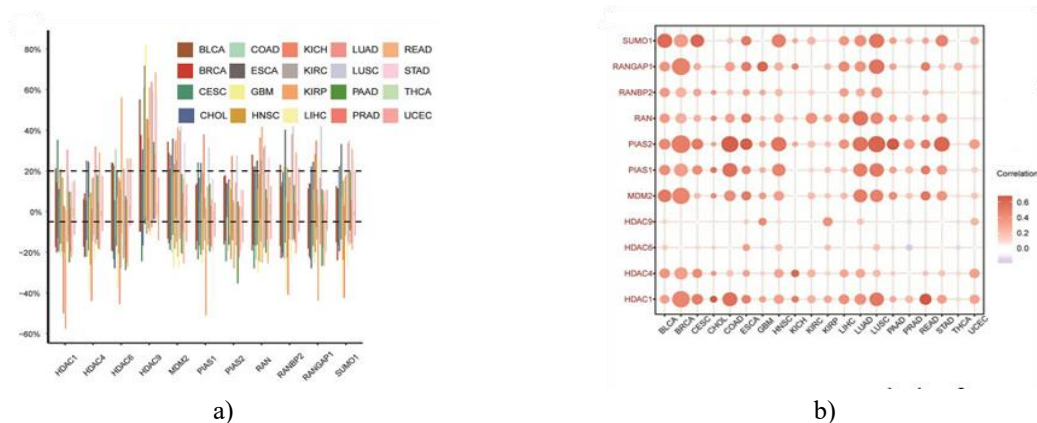 80%
60%
40%
20%
0%
−20%
−40%
−60%
BLCA COAD KICH LUAD READ
BRCA ESCA KIRC LUSC STAD
CESC GBM KIRP PAAD THCA
CHOL HNSC LIHC PRAD UCEC
HDAC1 HDAC4 HDAC6 HDAC9 MDM2 PIAS1 PIAS2 RAN RANBP2 RANGAP1 SUMO1
a)
SUMO1
RANGAP1
RANBP2
RAN
PIAS2
PIAS1
MDM2
HDAC9
HDAC6
HDAC4
HDAC1
BLCA BRCA CESC CHOL COAD ESCA GBM HNSC KICH KIRC KIRP LIHC LUAD LUSC PAAD PRAD READ STAD THCA UCEC
Correlation
0.6
0.4
0.2
0.0
b)